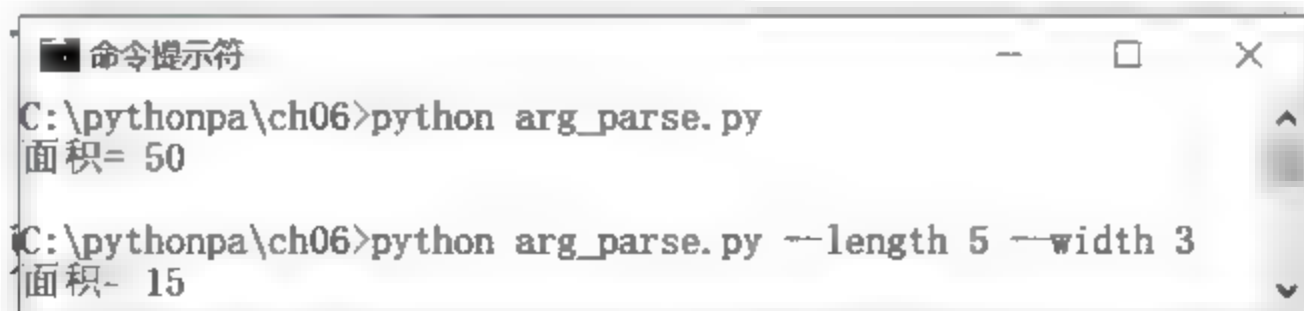 命令提示符
C:\pythonpa\ch06>python arg_parse.py
面积= 50
C:\pythonpa\ch06>python arg_parse.py --length 5 --width 3
面积= 15